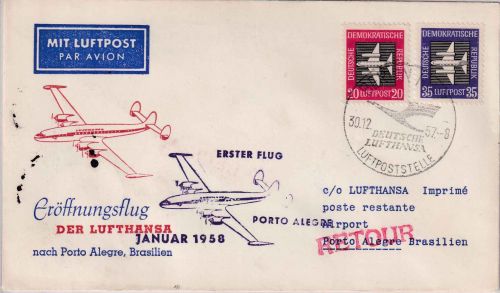 MIT LUFTPOST
PAR AVION
DEUTSCHE
DEMOKRATISCHE
REPUBLIK
20 LUFTPOST 20
DEUTSCHE
DEMOKRATISCHE
REPUBLIK
35 LUFTPOST 35
30.12
57.-8
DEUTSCHE
LUFTHANSA
LUFTPOSTSTELLE
ERSTER FLUG
PORTO ALEGRE
JANUAR 1958
Eröffnungsflug
DER LUFTHANSA
nach Porto Alegre, Brasilien
c/o LUFTHANSA Imprimé
poste restante
Airport
Porto Alegre Brasilien
RETOUR